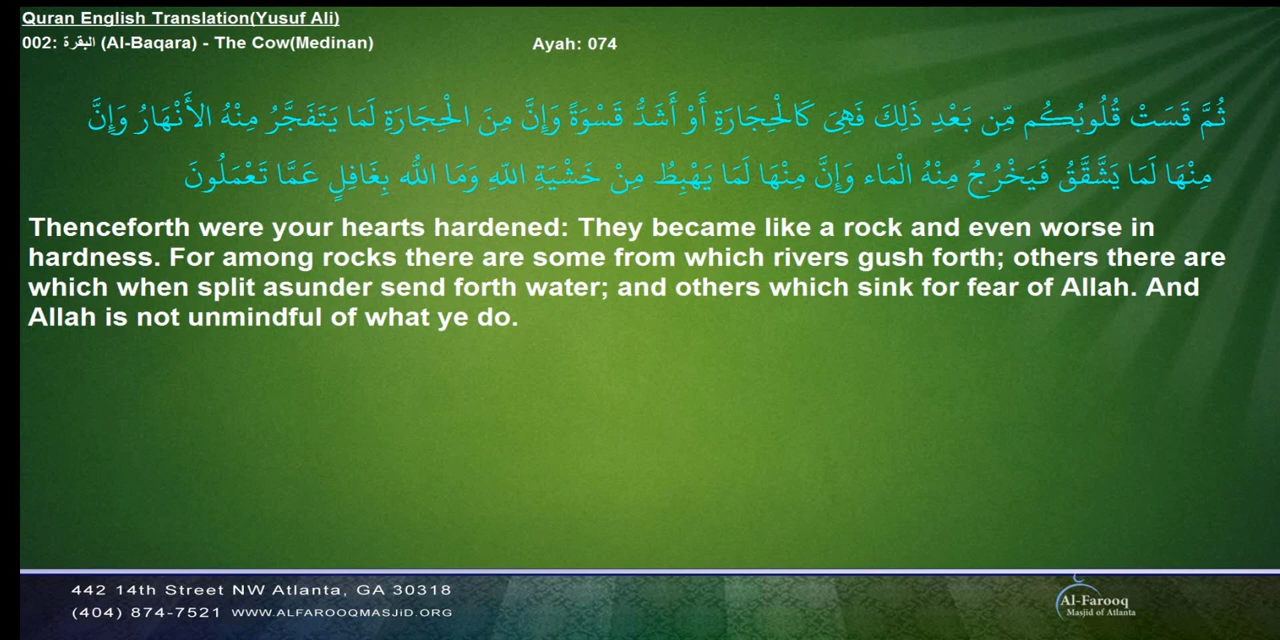 Quran English Translation(Yusuf Ali)
002: البقرة (Al-Baqara) - The Cow(Medinan)
Ayah: 074
ثُمَّ قَسَتْ قُلُوبُكُم مِّن بَعْدِ ذَلِكَ فَهِىَ كَالْحِجَارَةِ أَوْ أَشَدُّ قَسْوَةً وَإِنَّ مِنَ الْحِجَارَةِ لَمَا يَتَفَجَّرُ مِنْهُ الأَنْهَارُ وَإِنَّ
مِنْهَا لَمَا يَشَّقَّقُ فَيَخْرُجُ مِنْهُ الْمَاء وَإِنَّ مِنْهَا لَمَا يَهْبِطُ مِنْ خَشْيَةِ اللّهِ وَمَا اللّه بِغَافِلٍ عَمَّا تَعْمَلُونَ
Thenceforth were your hearts hardened: They became like a rock and even worse in
hardness. For among rocks there are some from which rivers gush forth; others there are
which when split asunder send forth water; and others which sink for fear of Allah. And
Allah is not unmindful of what ye do.
442 14th Street NW Atlanta, GA 30318
(404) 874-7521 WWW.ALFAROOQMASJiD.ORG
Al-Farooq
Masjid of Atlanta